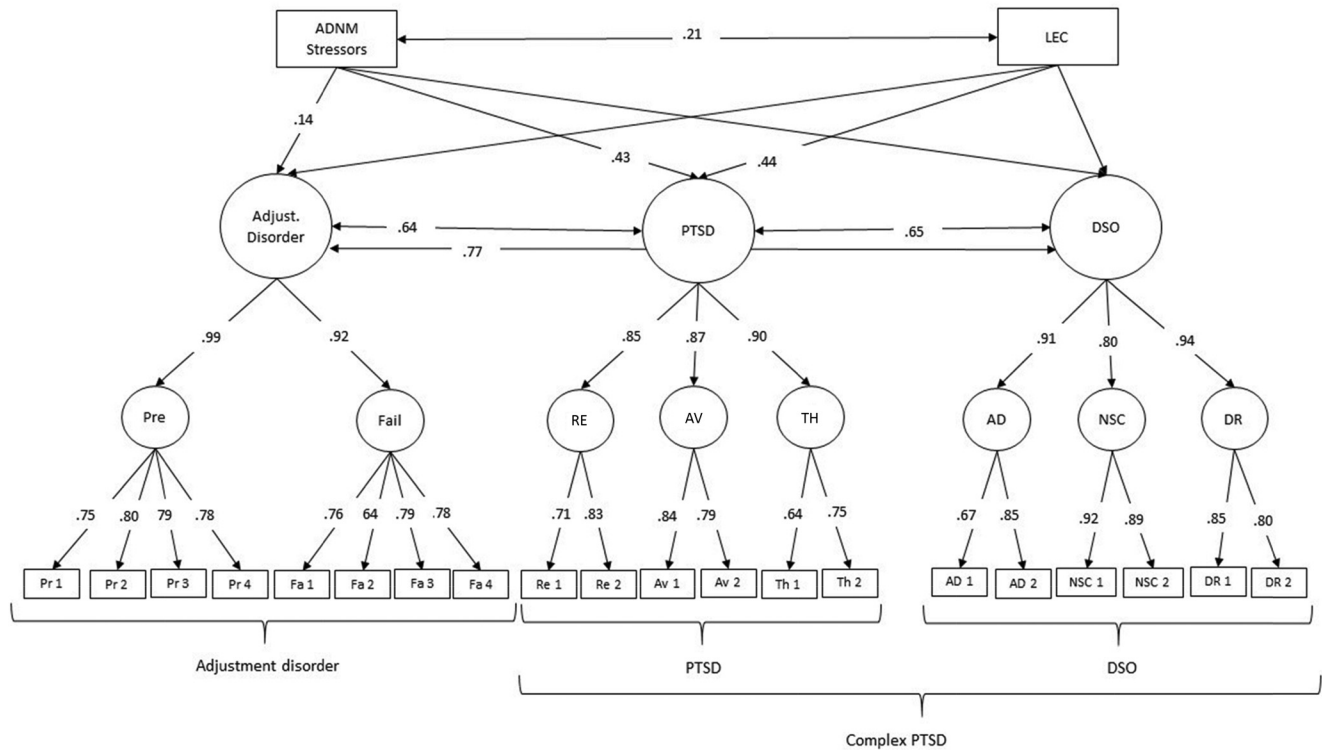 ADNM
Stressors
.21
LEC
.14
.43
.44
Adjust.
Disorder
.64
PTSD
.65
DSO
.77
.99
.92
.85
.87
.90
.91
.80
.94
Pre
Fail
RE
AV
TH
AD
NSC
DR
.75
.80
79
.78
.76
64
.79
.78
.71
.83
.84
.79
.64
.75
.67
.85
.92
.89
.85
.80
Pr 1
Pr 2
Pr 3
Pr 4
Fa 1
Fa 2
Fa 3
Fa 4
Re 1
Re 2
Av 1
Av 2
Th 1
Th 2
AD 1
AD 2
NSC 1
NSC 2
DR 1
DR 2
Adjustment disorder
PTSD
DSO
Complex PTSD